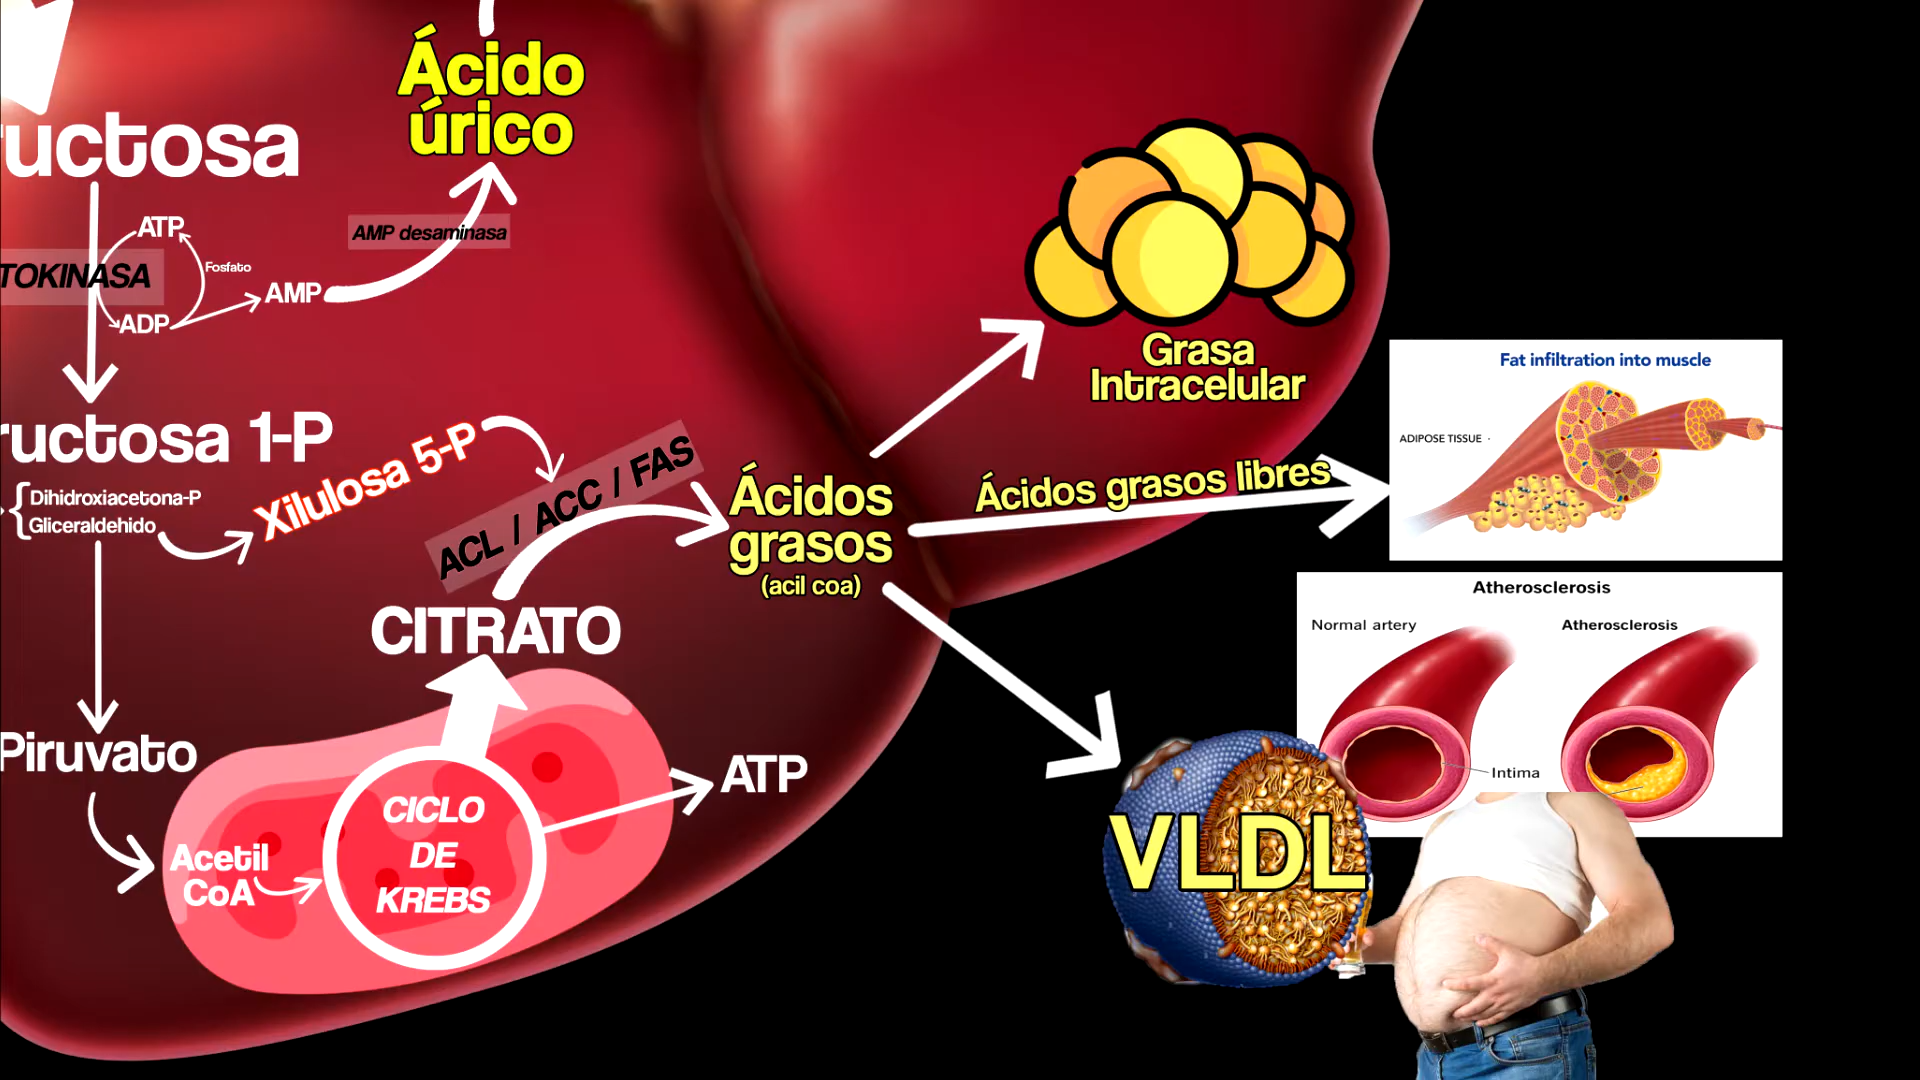 Ácido
úrico
uctosa
ATP
AMP desaminasa
TOKINASA
Fosfato
AMP
ADP
ructosa 1-P
Xilulosa 5-P
Dihidroxiacetona-P
Gliceraldehido
ACL / ACC / FAS
Ácidos
grasos
(acil coa)
CITRATO
Piruvato
Acetil
CoA
CICLO
DE
KREBS
ATP
Grasa
Intracelular
Ácidos grasos libres
Fat infiltration into muscle
ADIPOSE TISSUE
Atherosclerosis
Normal artery
Atherosclerosis
Intima
VLDL